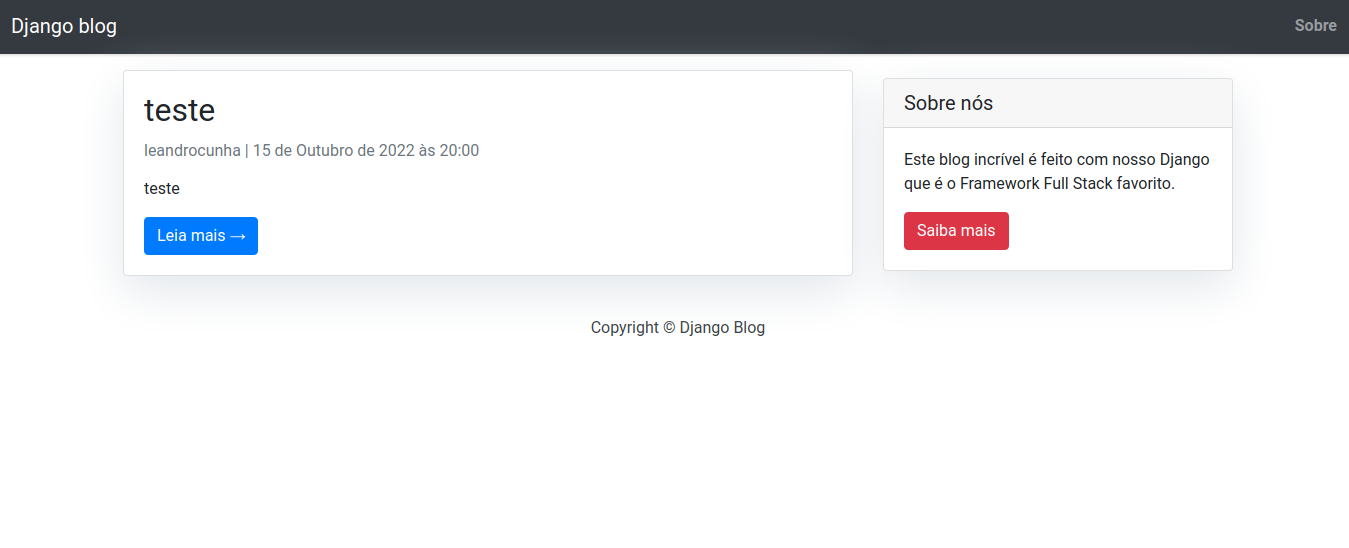 Django blog
Sobre
teste
leandrocunha | 15 de Outubro de 2022 às 20:00
teste
Leia mais →
Sobre nós
Este blog incrível é feito com nosso Django
que é o Framework Full Stack favorito.
Saiba mais
Copyright © Django Blog